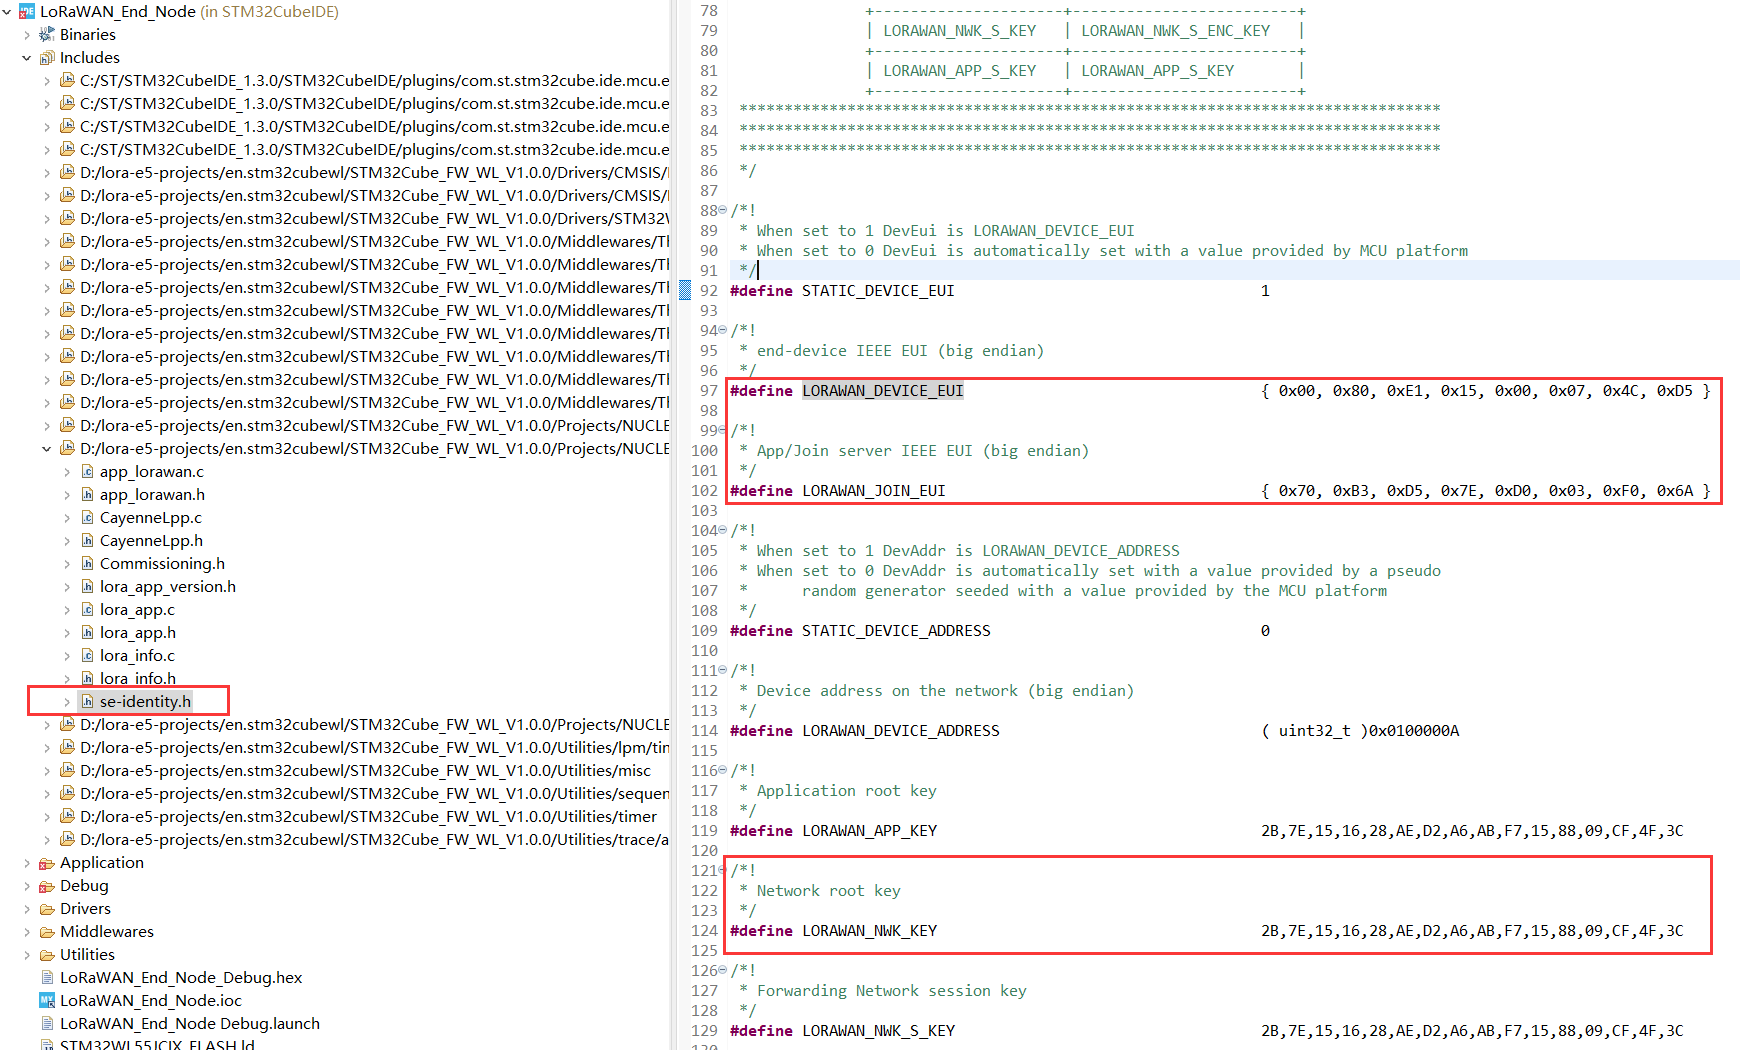 LoRaWAN_End_Node (in STM32CubeIDE)
Binaries
Includes
C:/ST/STM32CubeIDE_1.3.0/STM32CubeIDE/plugins/com.st.stm32cube.ide.mcu.e
C:/ST/STM32CubeIDE_1.3.0/STM32CubeIDE/plugins/com.st.stm32cube.ide.mcu.e
C:/ST/STM32CubeIDE_1.3.0/STM32CubeIDE/plugins/com.st.stm32cube.ide.mcu.e
C:/ST/STM32CubeIDE_1.3.0/STM32CubeIDE/plugins/com.st.stm32cube.ide.mcu.e
D:/lora-e5-projects/en.stm32cubewl/STM32Cube_FW_WL_V1.0.0/Drivers/CMSIS/
D:/lora-e5-projects/en.stm32cubewl/STM32Cube_FW_WL_V1.0.0/Drivers/CMSIS/
D:/lora-e5-projects/en.stm32cubewl/STM32Cube_FW_WL_V1.0.0/Drivers/STM32W
D:/lora-e5-projects/en.stm32cubewl/STM32Cube_FW_WL_V1.0.0/Middlewares/Th
D:/lora-e5-projects/en.stm32cubewl/STM32Cube_FW_WL_V1.0.0/Middlewares/Th
D:/lora-e5-projects/en.stm32cubewl/STM32Cube_FW_WL_V1.0.0/Middlewares/Th
D:/lora-e5-projects/en.stm32cubewl/STM32Cube_FW_WL_V1.0.0/Middlewares/Th
D:/lora-e5-projects/en.stm32cubewl/STM32Cube_FW_WL_V1.0.0/Middlewares/Th
D:/lora-e5-projects/en.stm32cubewl/STM32Cube_FW_WL_V1.0.0/Middlewares/Th
D:/lora-e5-projects/en.stm32cubewl/STM32Cube_FW_WL_V1.0.0/Middlewares/Th
D:/lora-e5-projects/en.stm32cubewl/STM32Cube_FW_WL_V1.0.0/Middlewares/Th
D:/lora-e5-projects/en.stm32cubewl/STM32Cube_FW_WL_V1.0.0/Projects/NUCLE
D:/lora-e5-projects/en.stm32cubewl/STM32Cube_FW_WL_V1.0.0/Projects/NUCLE
app_lorawan.c
app_lorawan.h
CayenneLpp.c
CayenneLpp.h
Commissioning.h
lora_app_version.h
lora_app.c
lora_app.h
lora_info.c
lora_info.h
se-identity.h
D:/lora-e5-projects/en.stm32cubewl/STM32Cube_FW_WL_V1.0.0/Projects/NUCLE
D:/lora-e5-projects/en.stm32cubewl/STM32Cube_FW_WL_V1.0.0/Utilities/lpm/tin
D:/lora-e5-projects/en.stm32cubewl/STM32Cube_FW_WL_V1.0.0/Utilities/misc
D:/lora-e5-projects/en.stm32cubewl/STM32Cube_FW_WL_V1.0.0/Utilities/sequen
D:/lora-e5-projects/en.stm32cubewl/STM32Cube_FW_WL_V1.0.0/Utilities/timer
D:/lora-e5-projects/en.stm32cubewl/STM32Cube_FW_WL_V1.0.0/Utilities/trace/a
Application
Debug
Drivers
Middlewares
Utilities
LoRaWAN_End_Node_Debug.hex
LoRaWAN_End_Node.ioc
LoRaWAN_End_Node Debug.launch
STM32WL55JCIX_FLASH.ld
78 +---------------------+-------------------------+
79 | LORAWAN_NWK_S_KEY | LORAWAN_NWK_S_ENC_KEY |
80 +---------------------+-------------------------+
81 | LORAWAN_APP_S_KEY | LORAWAN_APP_S_KEY |
82 +---------------------+-------------------------+
83 ******************************************************************************
84 ******************************************************************************
85 ******************************************************************************
86 */
87
88 /*!
89 * When set to 1 DevEui is LORAWAN_DEVICE_EUI
90 * When set to 0 DevEui is automatically set with a value provided by MCU platform
91 */
92 #define STATIC_DEVICE_EUI 1
93
94 /*!
95 * end-device IEEE EUI (big endian)
96 */
97 #define LORAWAN_DEVICE_EUI { 0x00, 0x80, 0xE1, 0x15, 0x00, 0x07, 0x4C, 0xD5 }
98
99 /*!
100 * App/Join server IEEE EUI (big endian)
101 */
102 #define LORAWAN_JOIN_EUI { 0x70, 0xB3, 0xD5, 0x7E, 0xD0, 0x03, 0xF0, 0x6A }
103
104 /*!
105 * When set to 1 DevAddr is LORAWAN_DEVICE_ADDRESS
106 * When set to 0 DevAddr is automatically set with a value provided by a pseudo
107 * random generator seeded with a value provided by the MCU platform
108 */
109 #define STATIC_DEVICE_ADDRESS 0
110
111 /*!
112 * Device address on the network (big endian)
113 */
114 #define LORAWAN_DEVICE_ADDRESS ( uint32_t )0x0100000A
115
116 /*!
117 * Application root key
118 */
119 #define LORAWAN_APP_KEY 2B,7E,15,16,28,AE,D2,A6,AB,F7,15,88,09,CF,4F,3C
120
121 /*!
122 * Network root key
123 */
124 #define LORAWAN_NWK_KEY 2B,7E,15,16,28,AE,D2,A6,AB,F7,15,88,09,CF,4F,3C
125
126 /*!
127 * Forwarding Network session key
128 */
129 #define LORAWAN_NWK_S_KEY 2B,7E,15,16,28,AE,D2,A6,AB,F7,15,88,09,CF,4F,3C